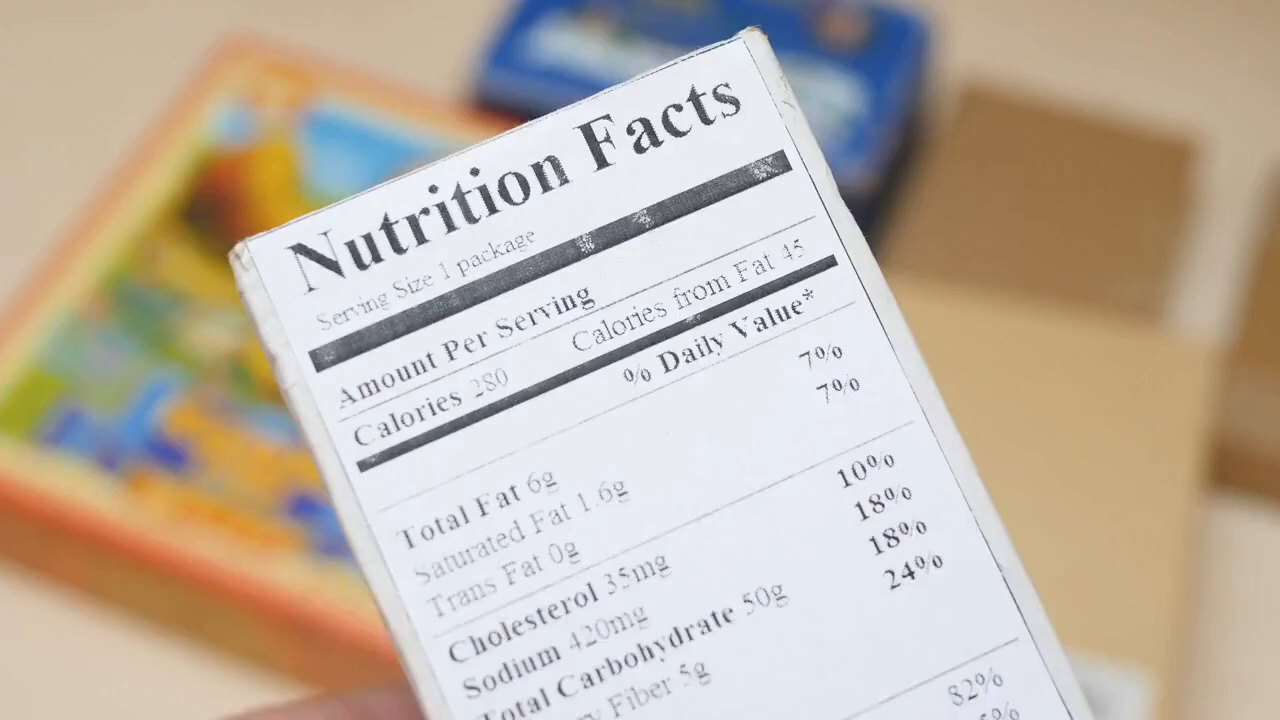 Nutrition Facts
Serving Size 1 package
Amount Per Serving
Calories 280 Calories from Fat 45
% Daily Value*
7%
7%
Total Fat 6g
Saturated Fat 1.6g
Trans Fat 0g
10%
18%
18%
24%
Cholesterol 35mg
Sodium 420mg
Total Carbohydrate 50g
Fiber 5g
82%